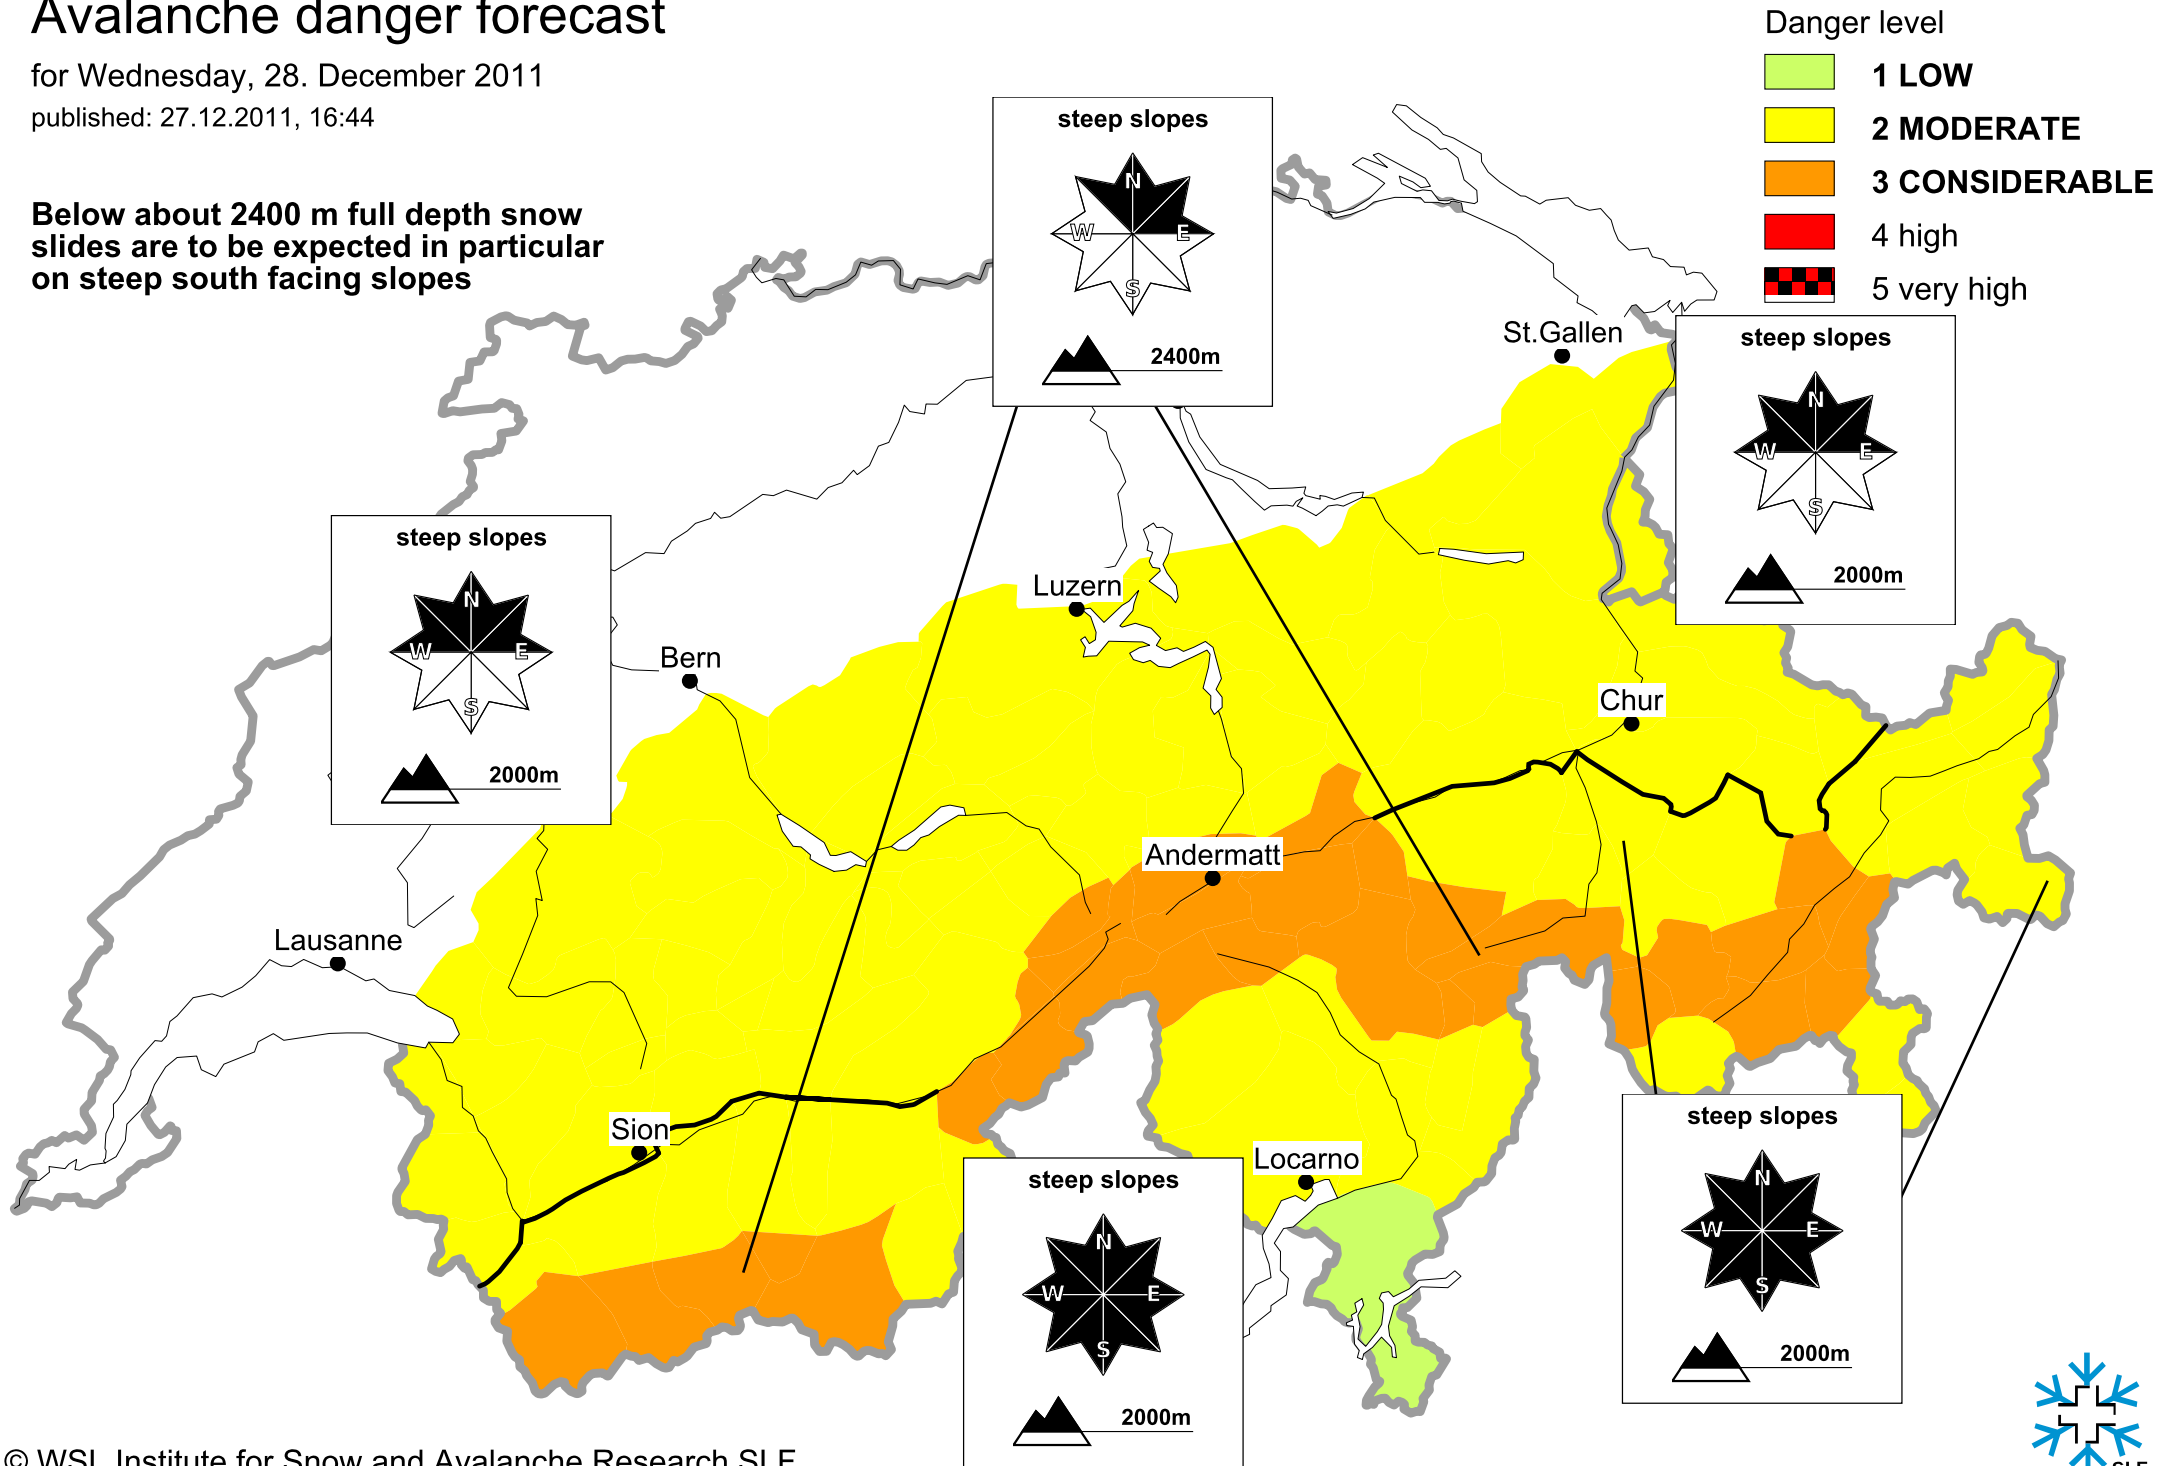 Avalanche danger forecast
for Wednesday, 28. December 2011
published: 27.12.2011, 16:44
Below about 2400 m full depth snow
slides are to be expected in particular
on steep south facing slopes
Danger level
1 LOW
2 MODERATE
3 CONSIDERABLE
4 high
5 very high
steep slopes
N
W E
S
2400m
St.Gallen
steep slopes
N
W E
S
2000m
steep slopes
N
W E
S
2000m
Luzern
Bern
Chur
Andermatt
Lausanne
Sion
Locarno
steep slopes
N
W E
S
2000m
steep slopes
N
W E
S
2000m
© WSL Institute for Snow and Avalanche Research SLF
SLF